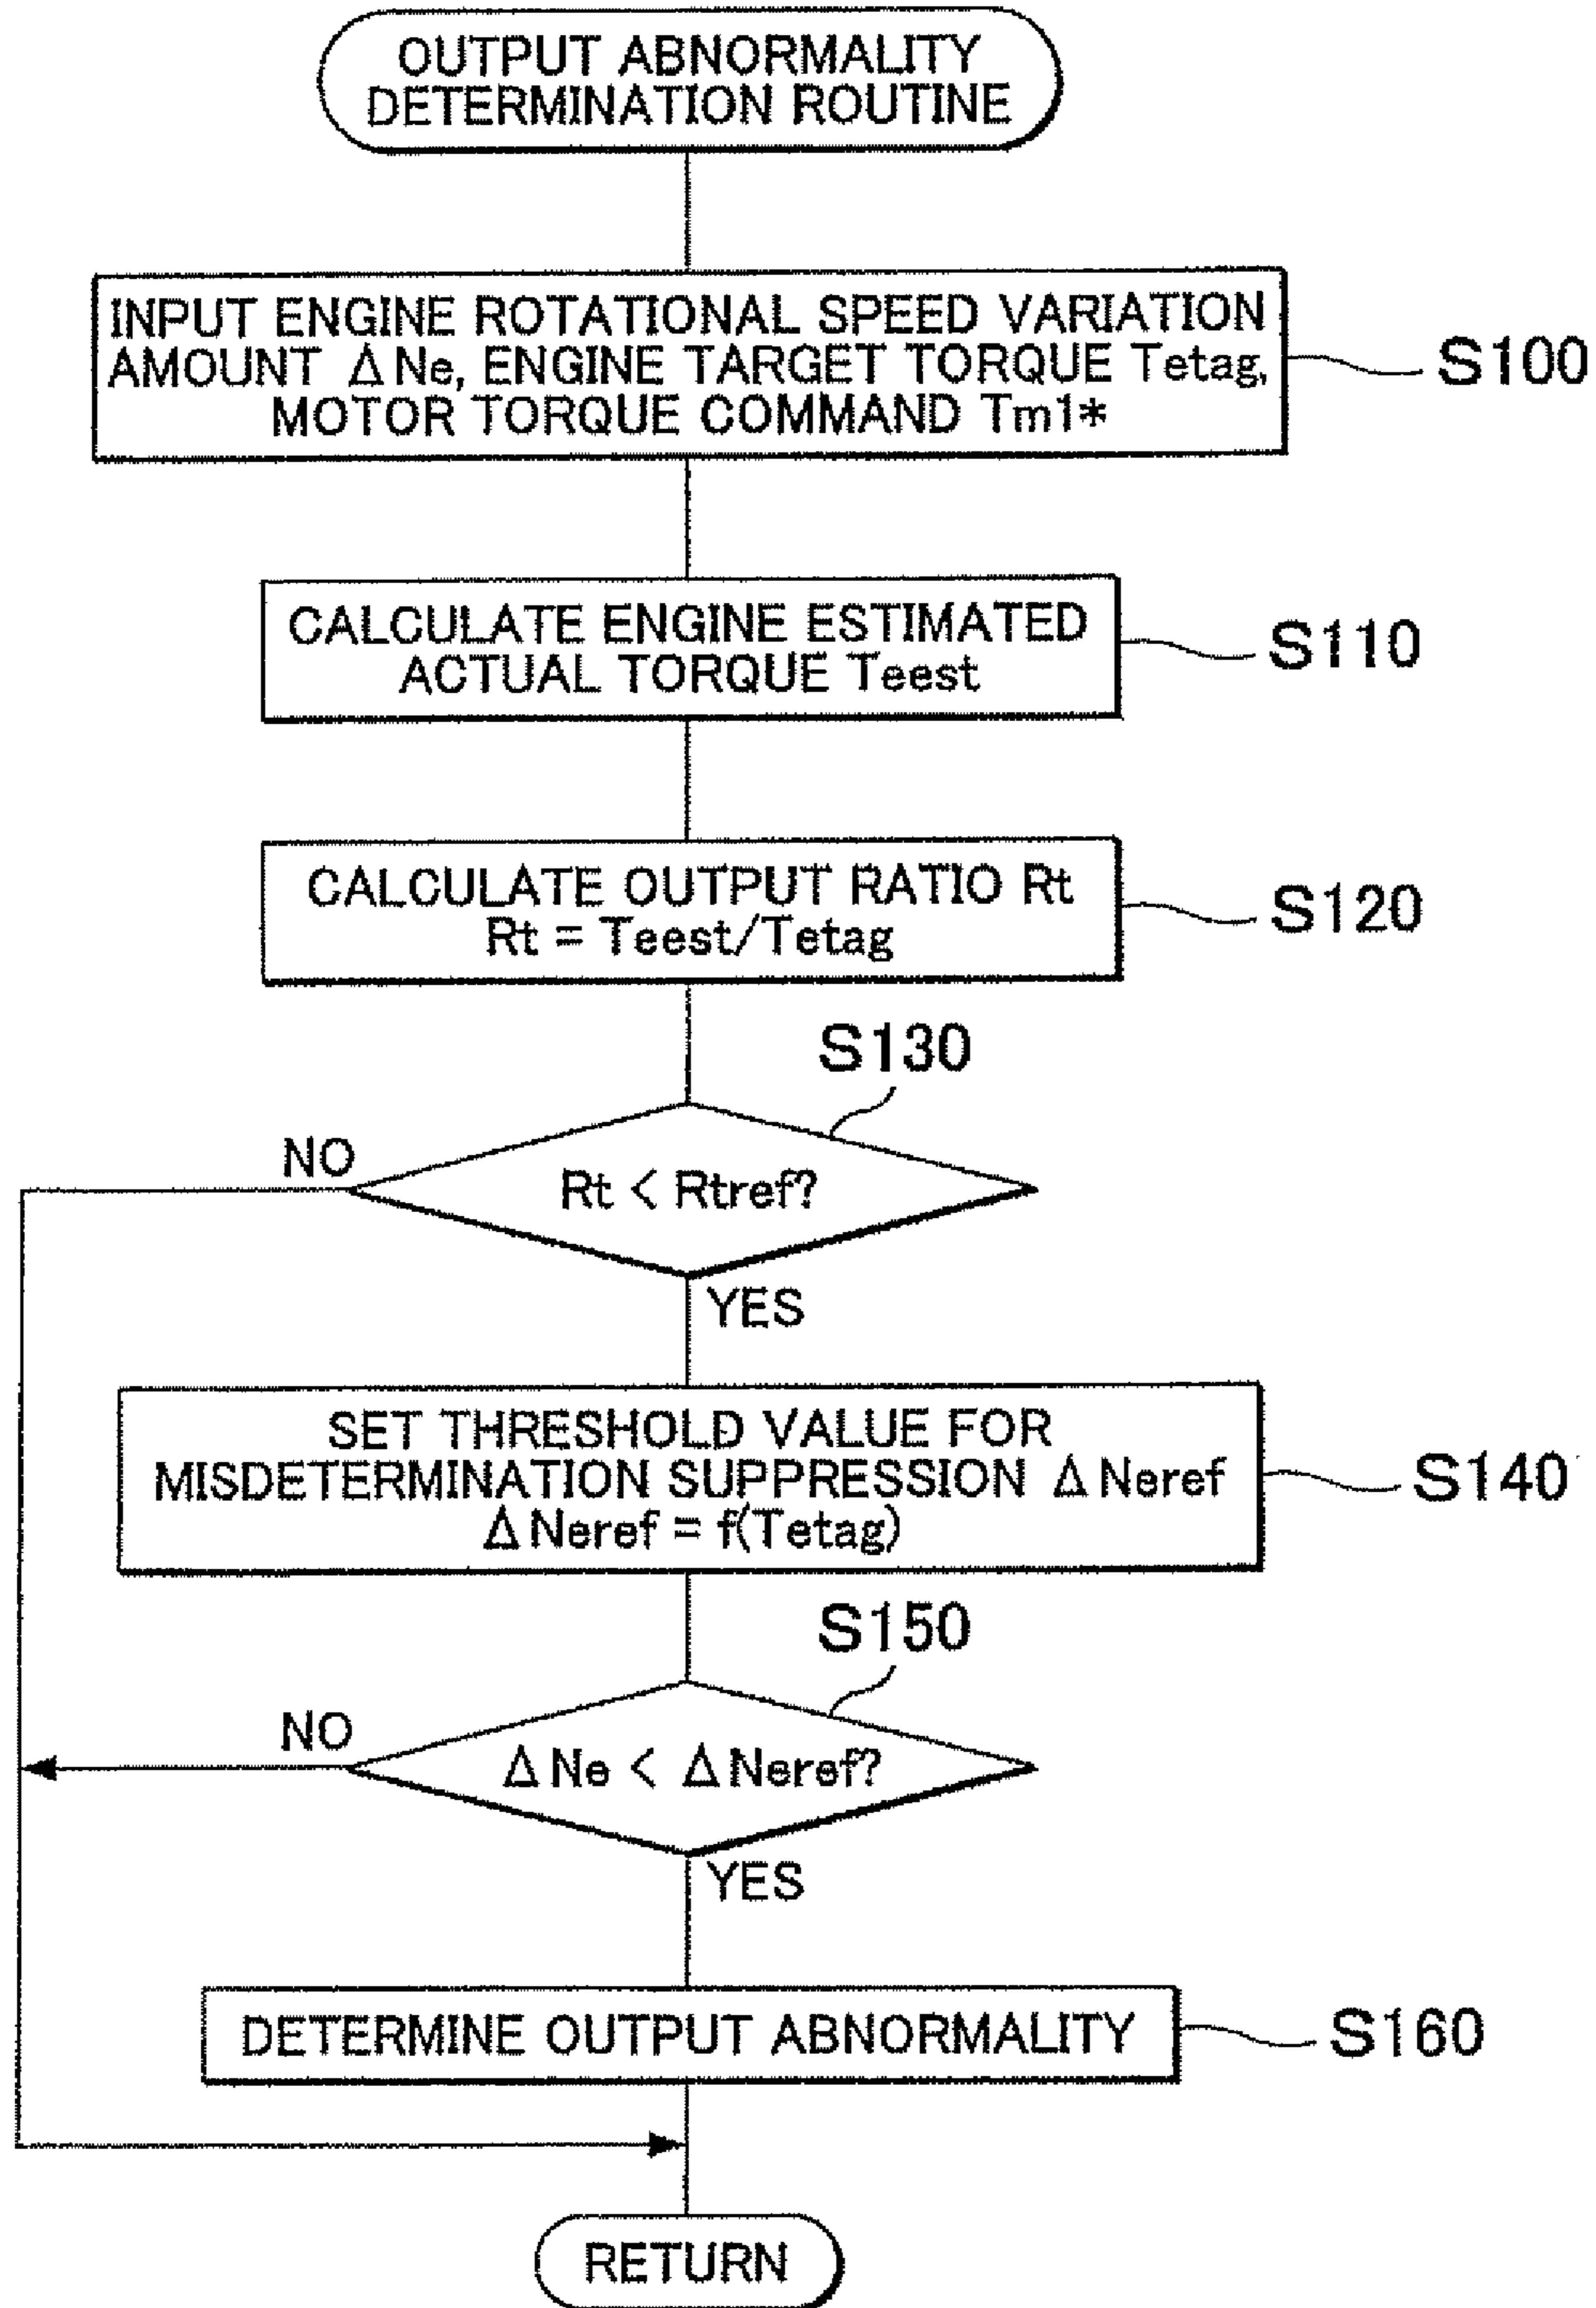 OUTPUT ABNORMALITY
DETERMINATION ROUTINE
INPUT ENGINE ROTATIONAL SPEED VARIATION
AMOUNT ΔNe, ENGINE TARGET TORQUE Tetag,
MOTOR TORQUE COMMAND Tm1*
S100
CALCULATE ENGINE ESTIMATED
ACTUAL TORQUE Teest
S110
CALCULATE OUTPUT RATIO Rt
Rt = Teest/Tetag
S120
S130
NO
Rt < Rtref?
YES
SET THRESHOLD VALUE FOR
MISDETERMINATION SUPPRESSION ΔNeref
ΔNeref = f(Tetag)
S140
S150
NO
ΔNe < ΔNeref?
YES
DETERMINE OUTPUT ABNORMALITY
S160
RETURN